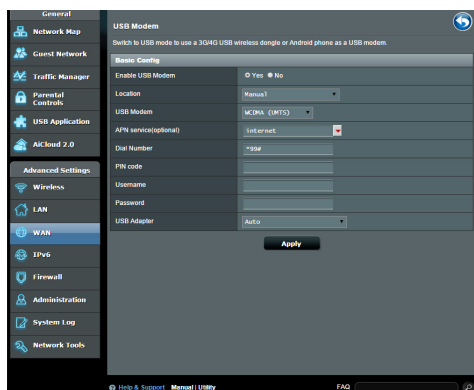 General
Network Map
Guest Network
Traffic Manager
Parental
Controls
USB Application
AiCloud 2.0
Advanced Settings
Wireless
LAN
WAN
IPv6
Firewall
Administration
System Log
Network Tools
USB Modem
Switch to USB mode to use a 3G/4G USB wireless dongle or Android phone as a USB modem.
Basic Config
Enable USB Modem Yes No
Location Manual
USB Modem WCDMA (UMTS)
APN service(optional) internet
Dial Number *99#
PIN code
Username
Password
USB Adapter Auto
Apply
Help & Support Manual | Utility FAQ